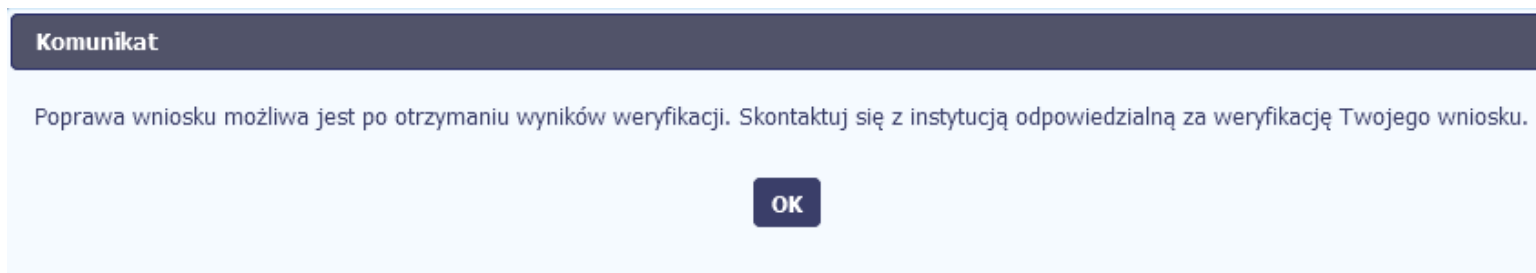 Komunikat
Poprawa wniosku możliwa jest po otrzymaniu wyników weryfikacji. Skontaktuj się z instytucją odpowiedzialną za weryfikację Twojego wniosku.
OK